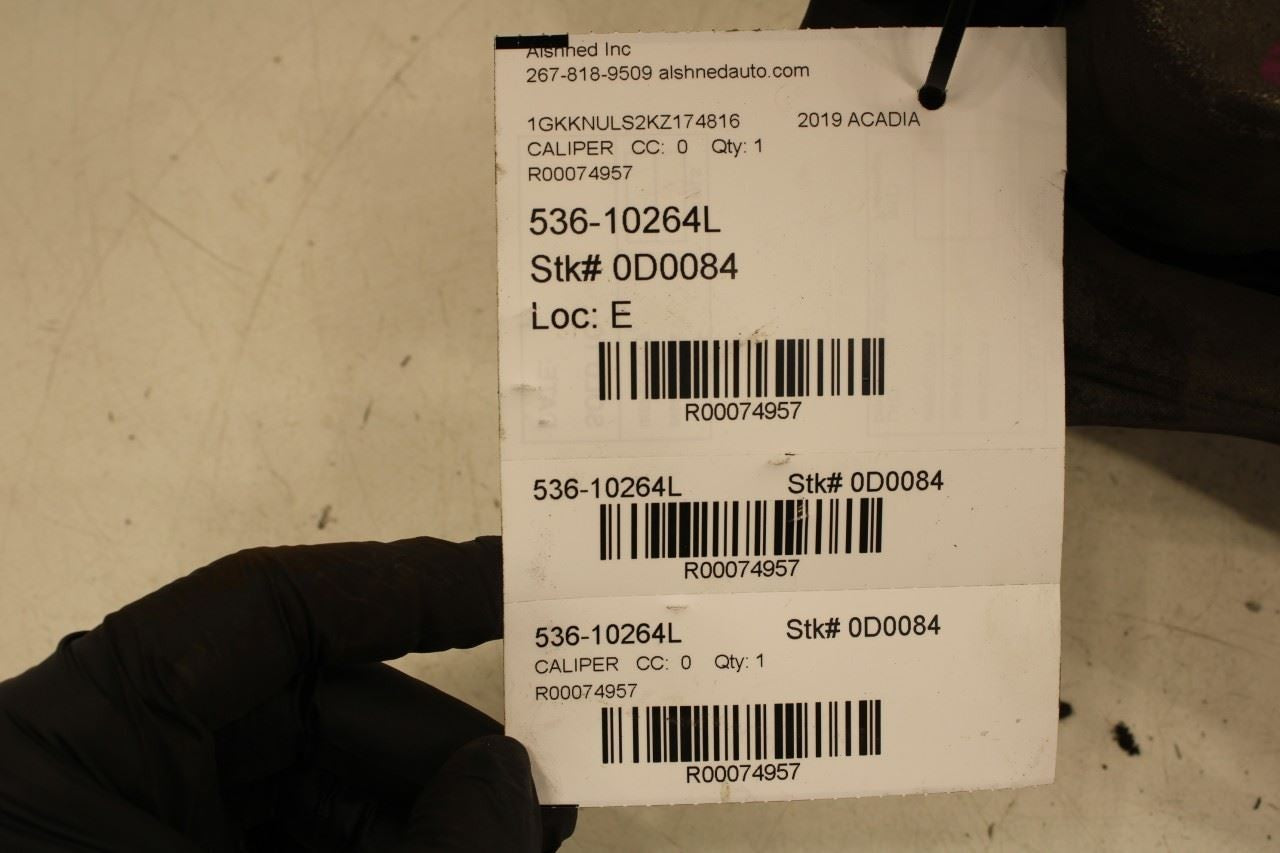 Alshned Inc
267-818-9509 alshnedauto.com
1GKKNULS2KZ174816 2019 ACADIA
CALIPER CC: 0 Qty: 1
R00074957
536-10264L
Stk# 0D0084
Loc: E
R00074957
536-10264L Stk# 0D0084
R00074957
536-10264L Stk# 0D0084
CALIPER CC: 0 Qty: 1
R00074957
R00074957